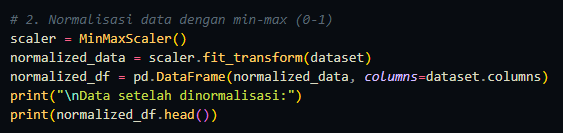 # 2. Normalisasi data dengan min-max (0-1)
scaler = MinMaxScaler()
normalized_data = scaler.fit_transform(dataset)
normalized_df = pd.DataFrame(normalized_data, columns=dataset.columns)
print("\nData setelah dinormalisasi:")
print(normalized_df.head())